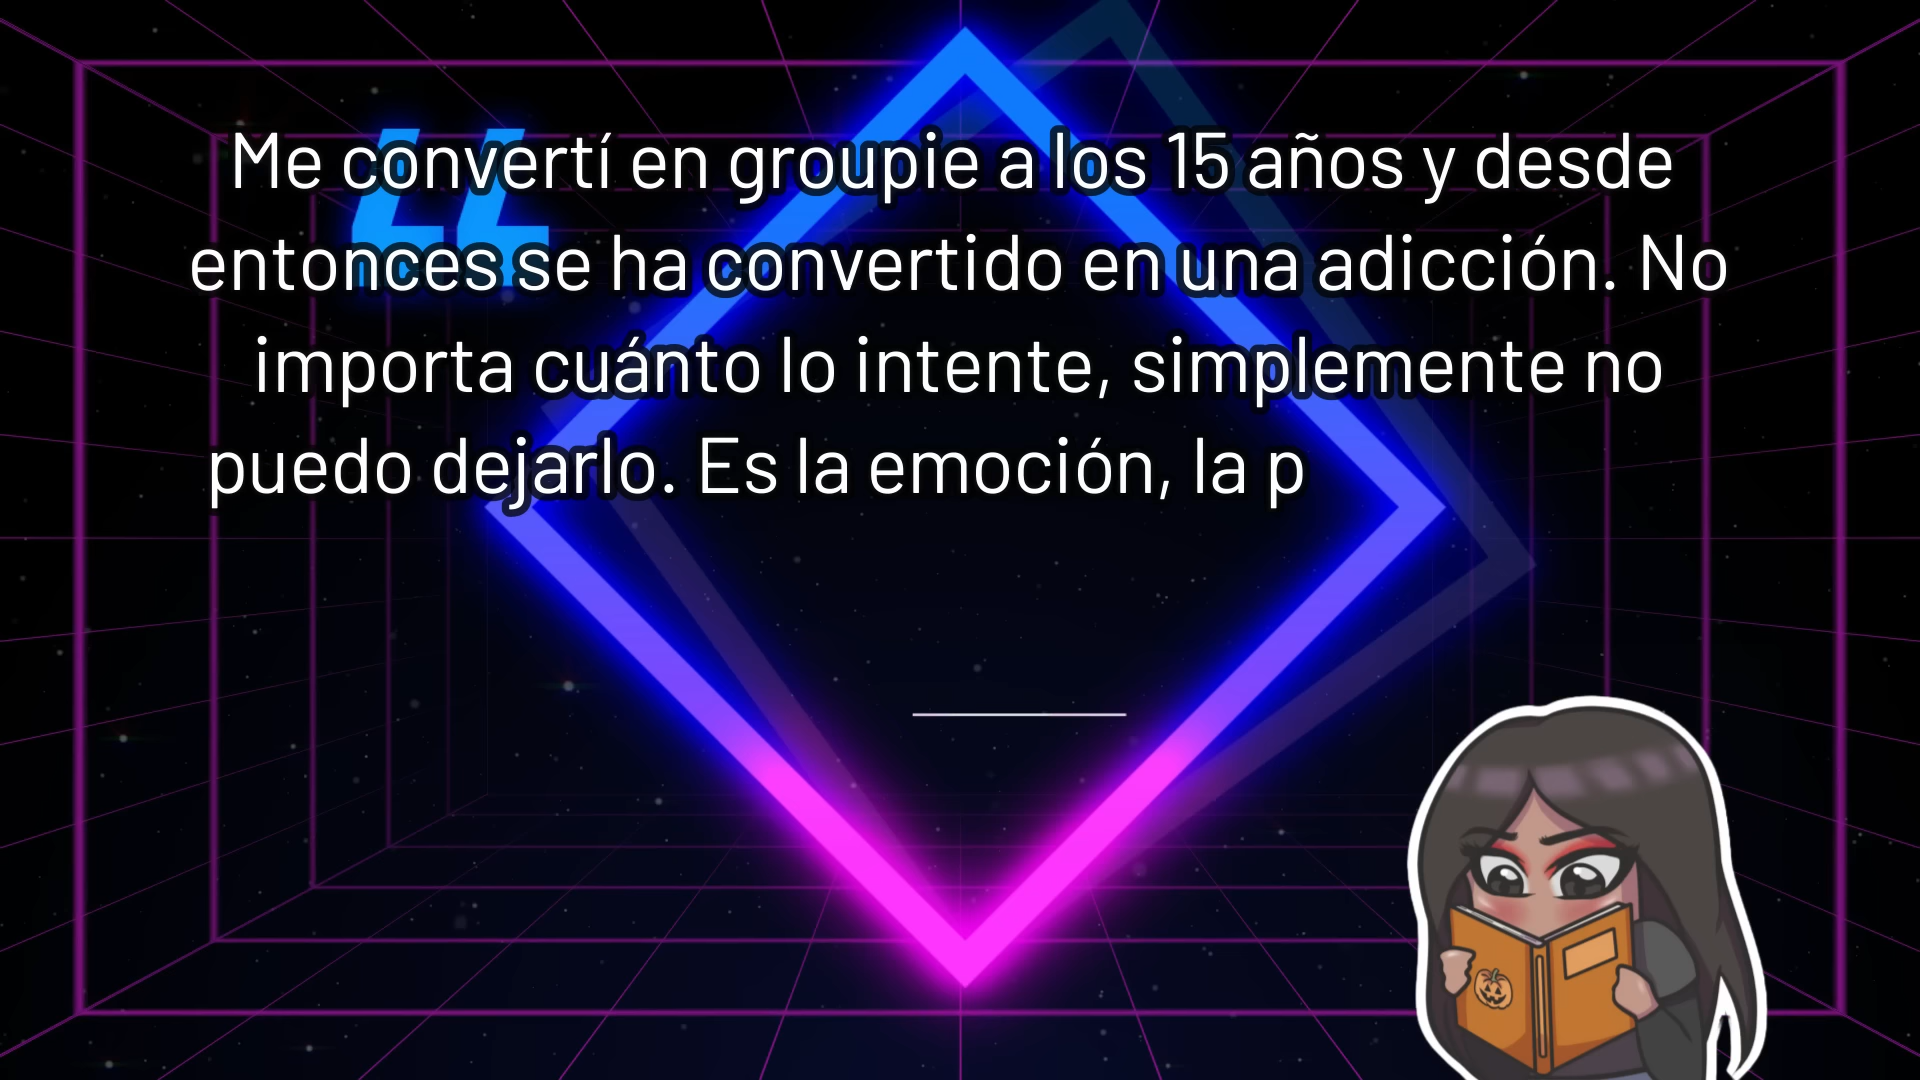 Me convertí en groupie a los 15 años y desde
entonces se ha convertido en una adicción. No
importa cuánto lo intente, simplemente no
puedo dejarlo. Es la emoción, la p